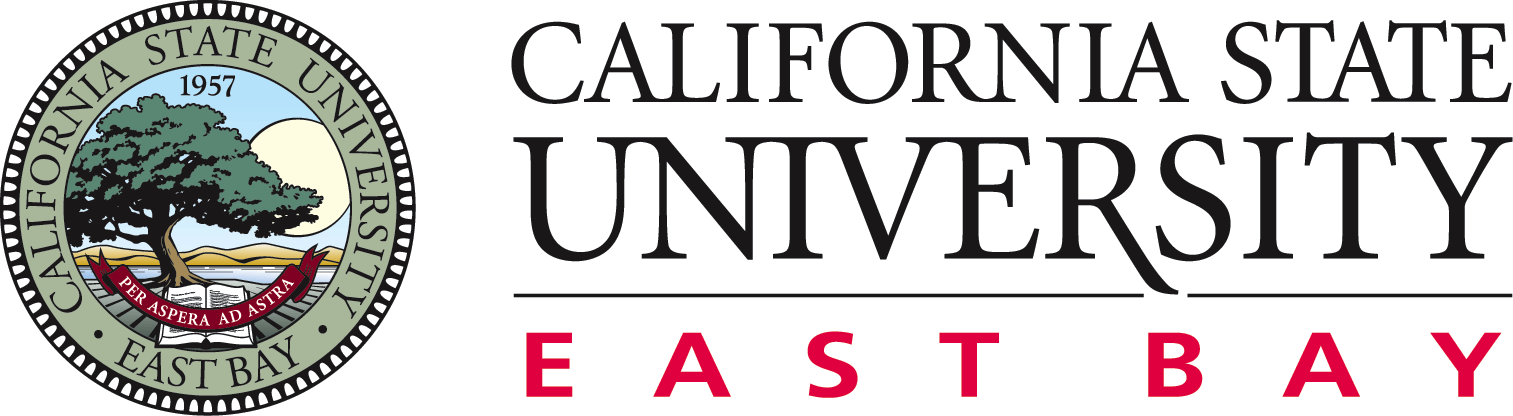 CALIFORNIA STATE UNIVERSITY
1957
PER ASPERA AD ASTRA
EAST BAY
CALIFORNIA STATE
UNIVERSITY
EAST BAY